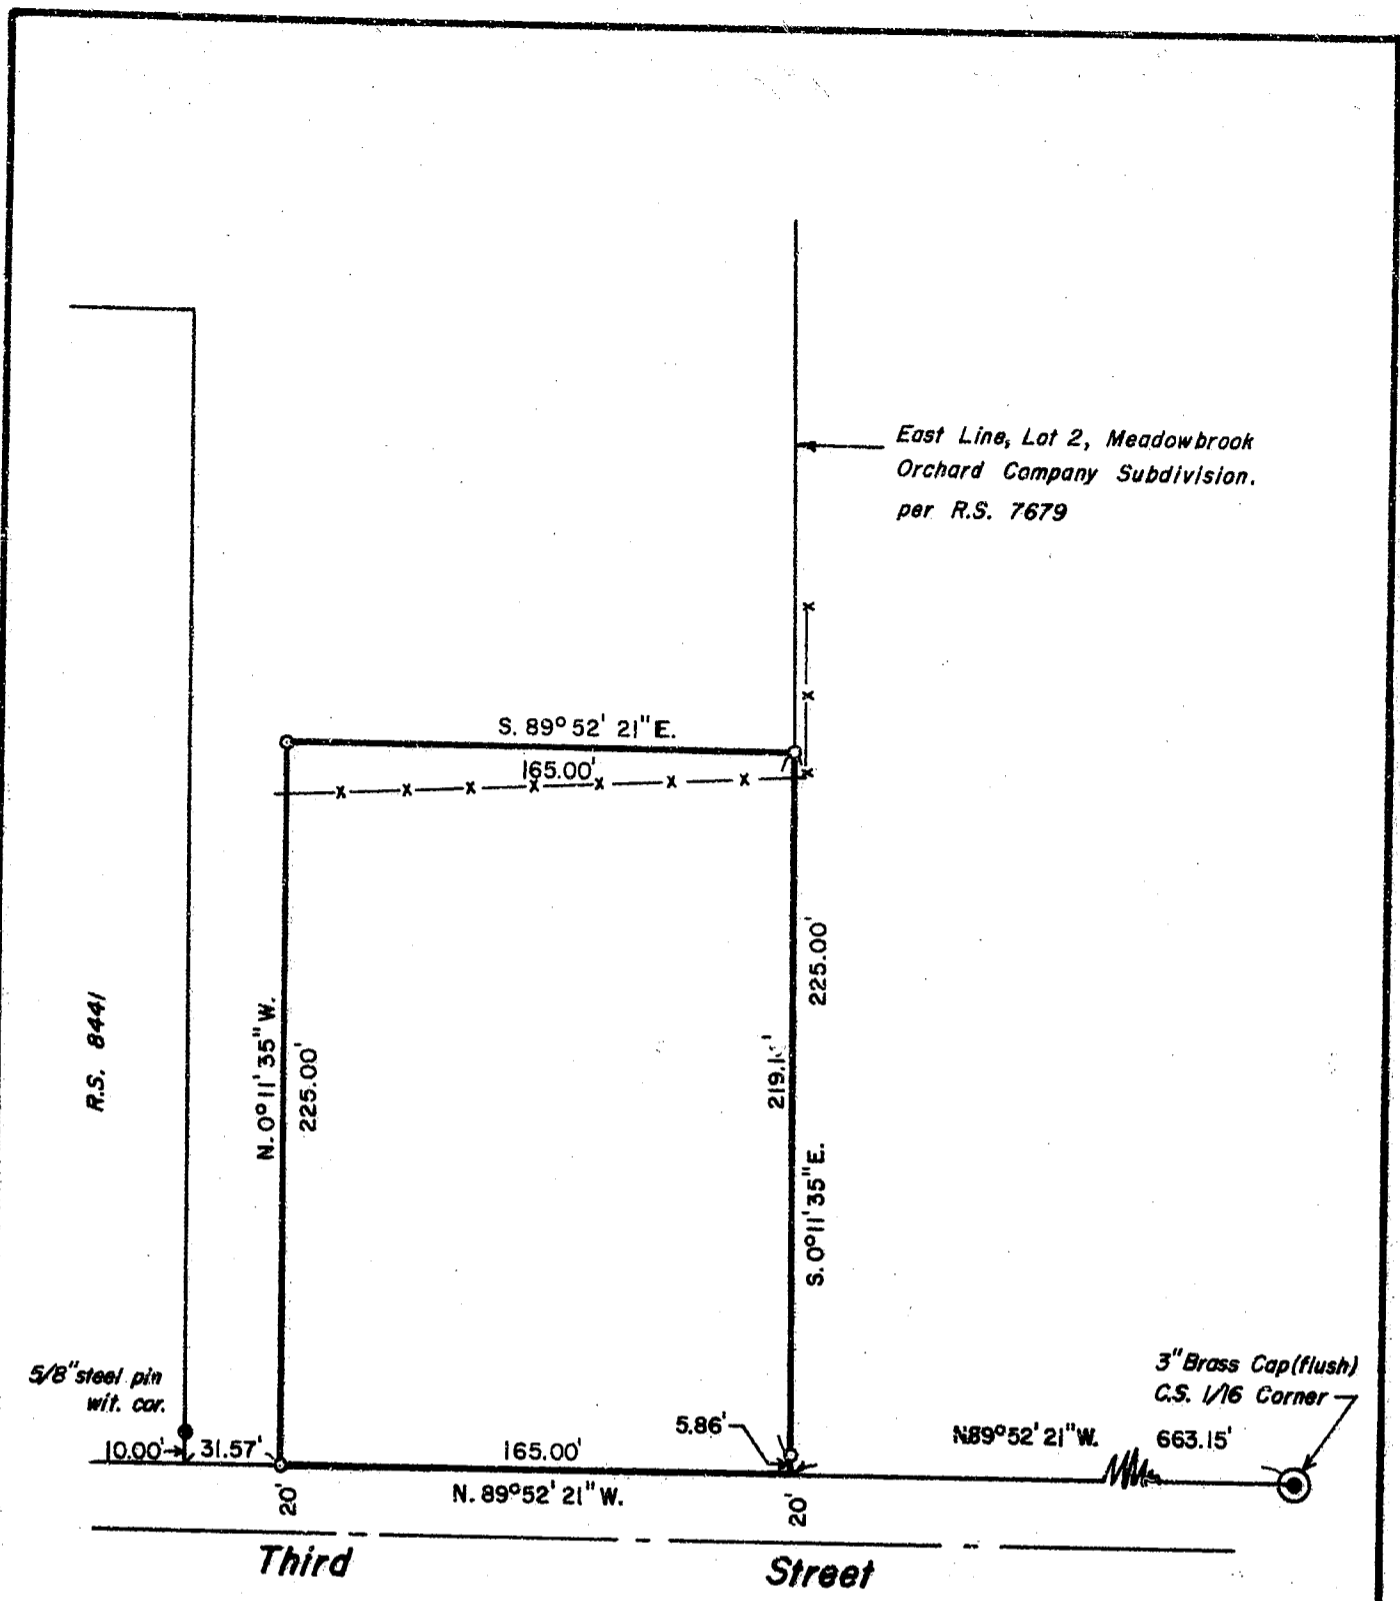 East Line, Lot 2, Meadowbrook
Orchard Company Subdivision.
per R.S. 7679
S. 89° 52' 21" E.
165.00'
x x x x x x x
x
x
x
R.S. 8441
N. 0° 11' 35" W.
225.00'
219.1
225.00'
S. 0° 11' 35" E.
5/8" steel pin
wit. cor.
10.00'
31.57'
165.00'
N. 89° 52' 21" W.
5.86'
N89° 52' 21" W.
663.15'
3" Brass Cap (flush)
C.S. 1/16 Corner
20'
20'
Third Street